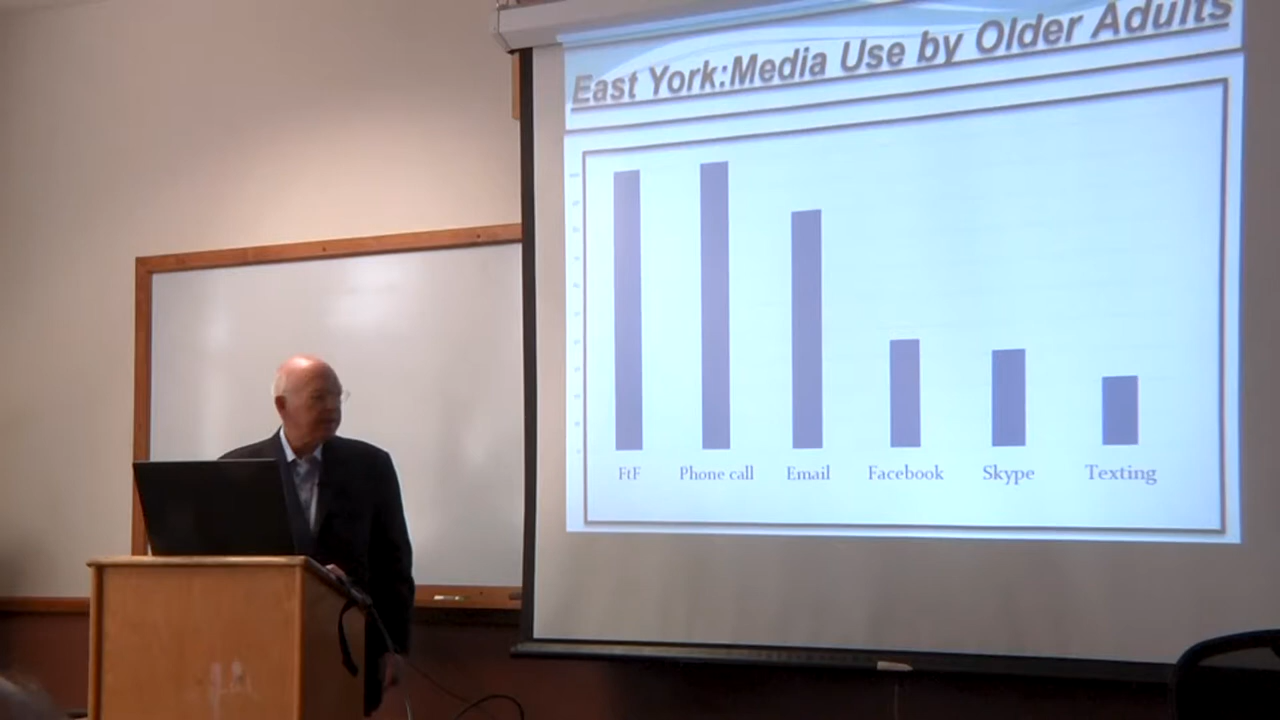 East York:Media Use by Older Adults
FtF Phone call Email Facebook Skype Texting